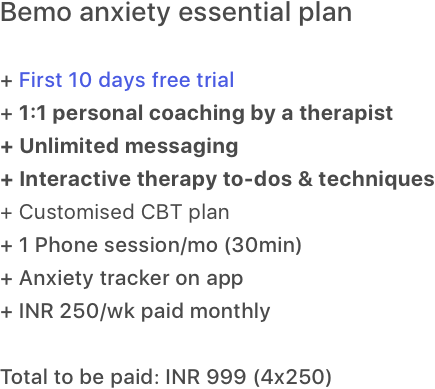 Bemo anxiety essential plan
+ First 10 days free trial
+ 1:1 personal coaching by a therapist
+ Unlimited messaging
+ Interactive therapy to-dos & techniques
+ Customised CBT plan
+ 1 Phone session/mo (30min)
+ Anxiety tracker on app
+ INR 250/wk paid monthly
Total to be paid: INR 999 (4x250)